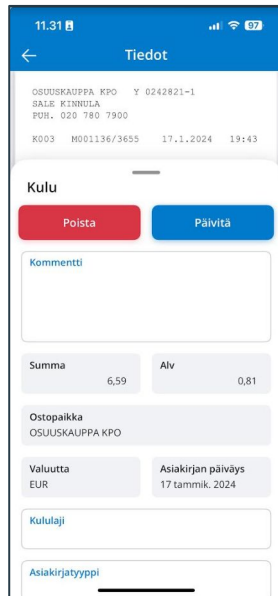 11.31
97
Tiedot
OSUUSKAUPPA KPO Y 0242821-1
SALE KINNULA
PUH. 020 780 7900
K003 M001136/3655 17.1.2024 19:43
Kulu
Poista Päivitä
Kommentti
Summa Alv
6,59 0,81
Ostopaikka
OSUUSKAUPPA KPO
Valuutta Asiakirjan päiväys
EUR 17 tammik. 2024
Kululaji
Asiakirjatyyppi